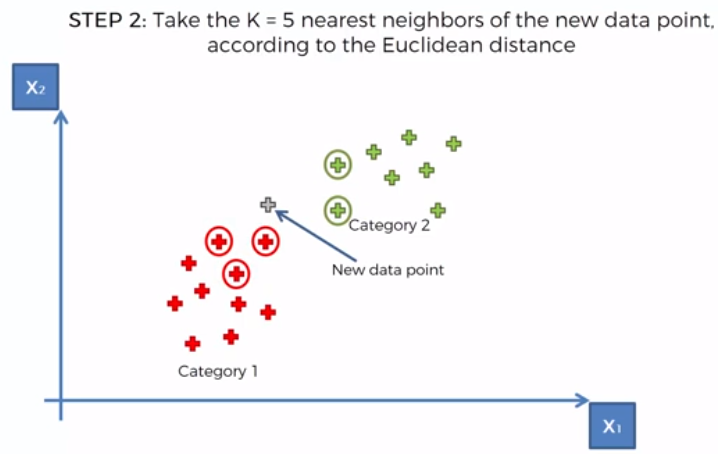 STEP 2: Take the K = 5 nearest neighbors of the new data point,
according to the Euclidean distance
X2
Category 2
New data point
Category 1
X1